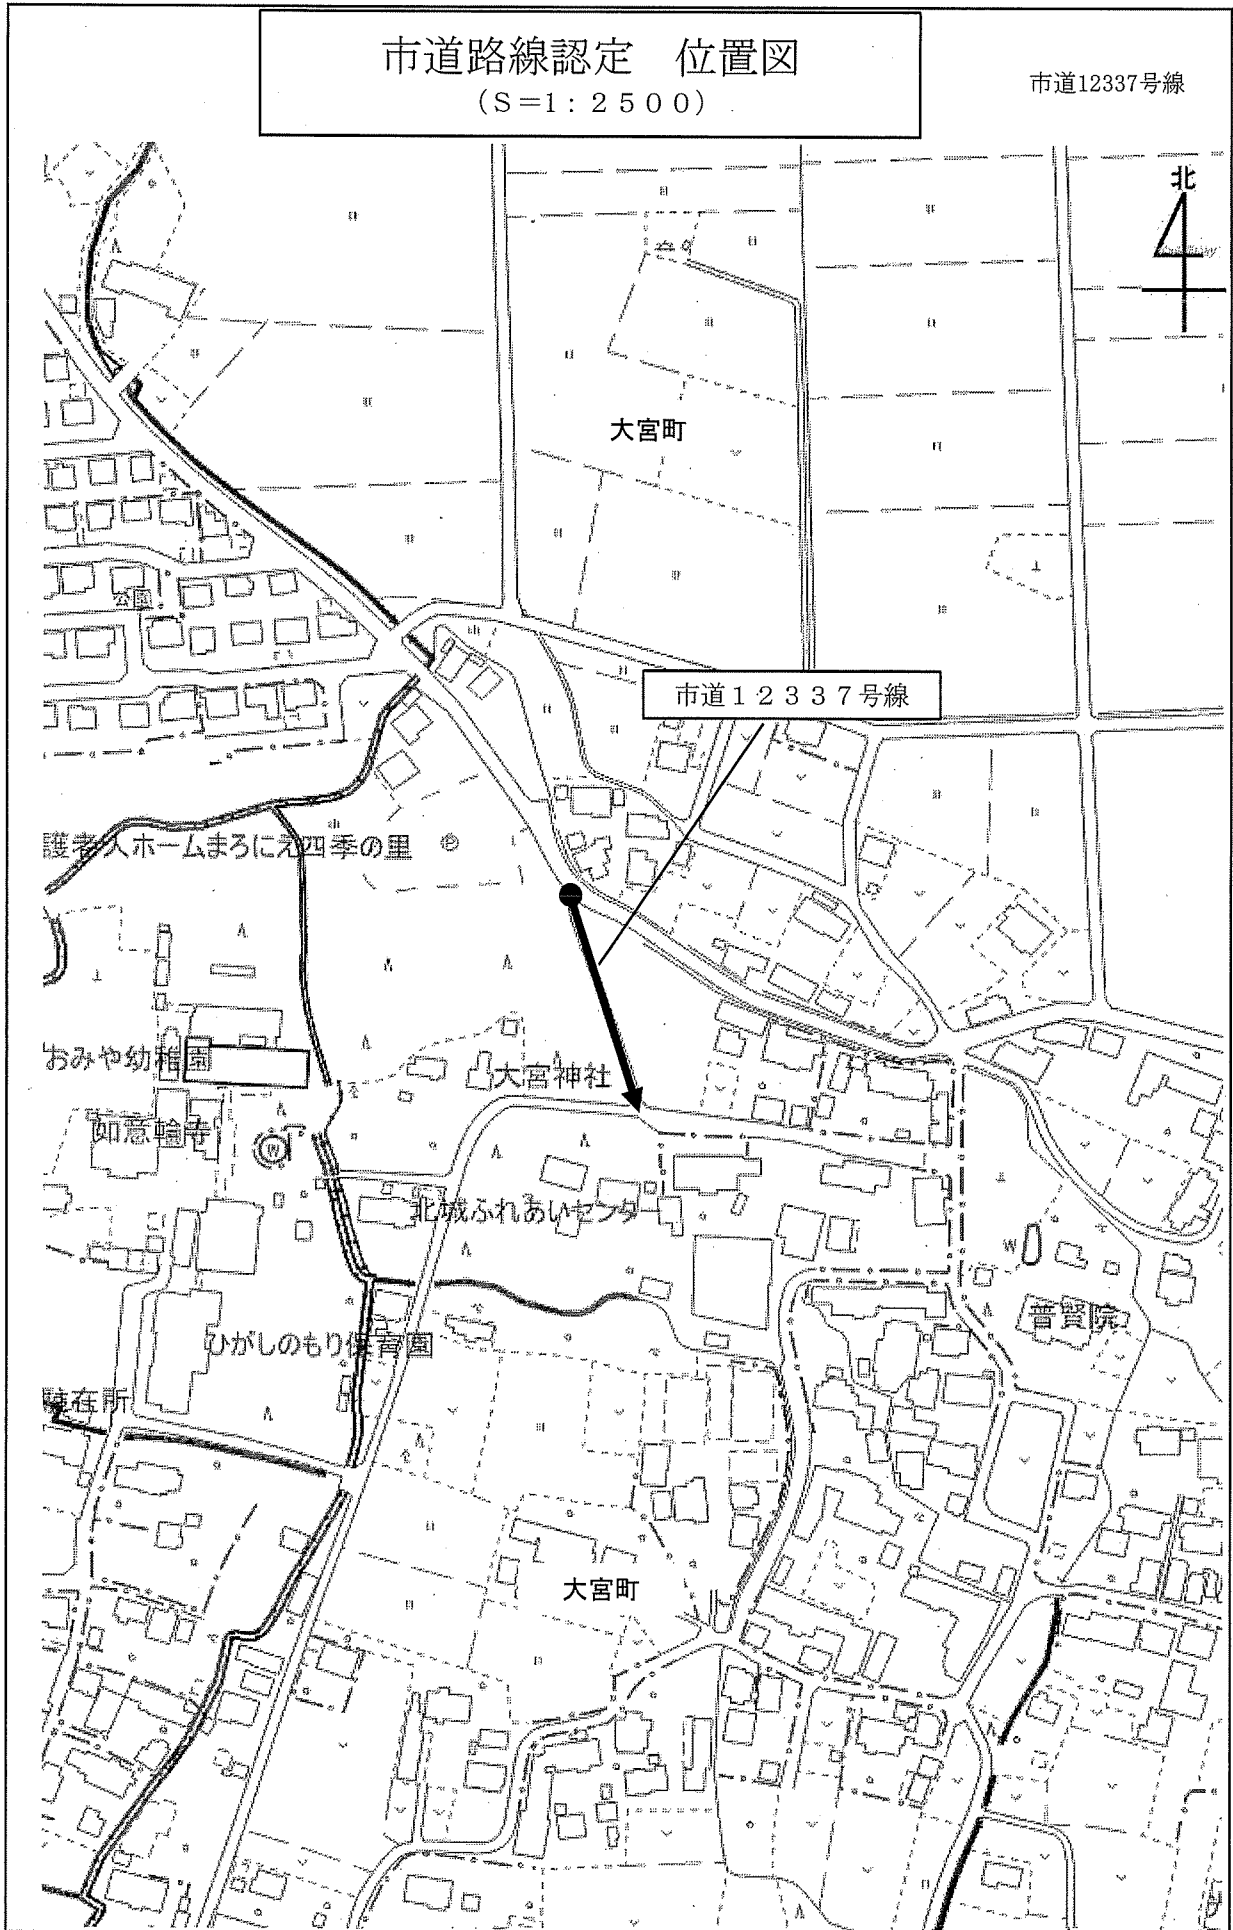 市道路線認定　位置図
(S=1:2500)
市道12337号線
北
大宮町
公園
市道12337号線
護老人ホームまろにえ四季の里
おみや幼稚園
大宮神社
如意輪寺
W
北城ふれあいセンタ
W
普賢院
ひがしのもり保育園
駐在所
大宮町